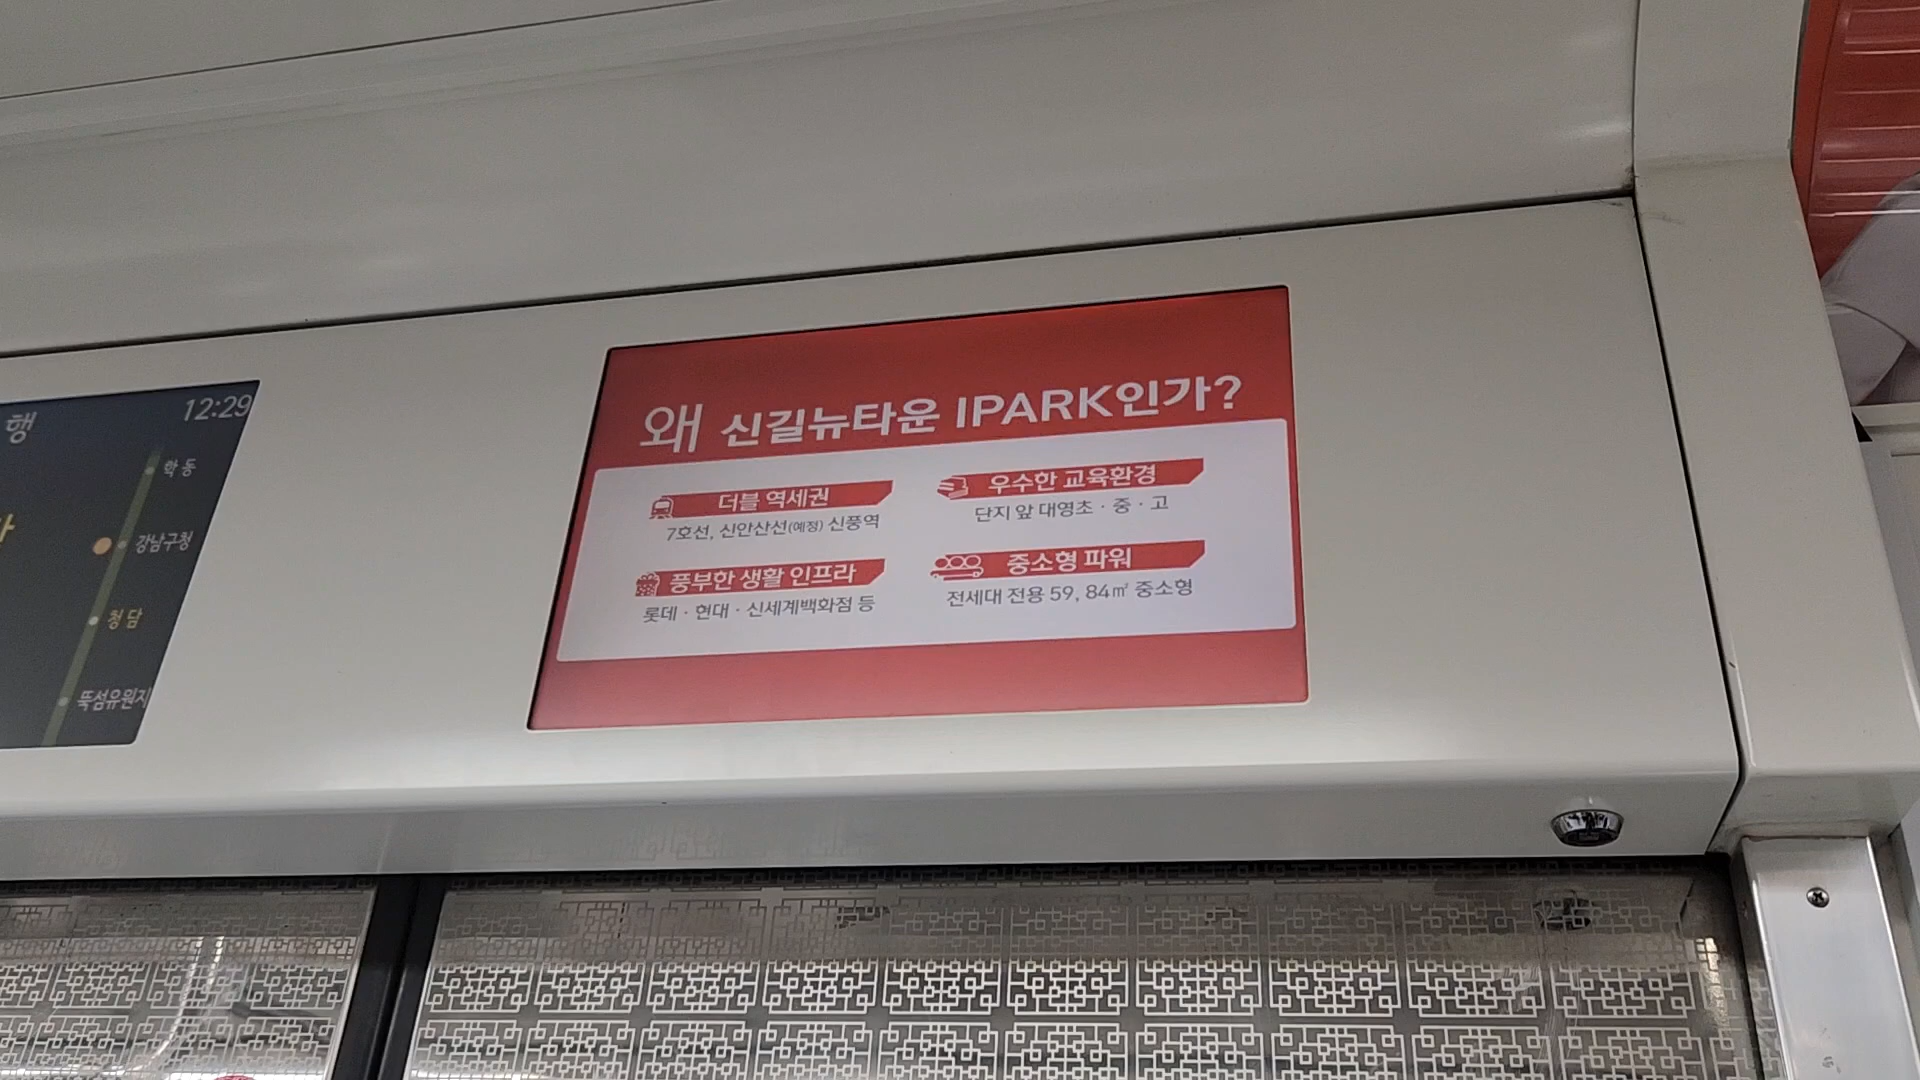 행
12:29
학동
강남구청
청담
뚝섬유원지
왜 신길뉴타운 IPARK인가?
더블 역세권
7호선, 신안산선(예정) 신풍역
우수한 교육환경
단지 앞 대영초 · 중 · 고
풍부한 생활 인프라
롯데 · 현대 · 신세계백화점 등
중소형 파워
전세대 전용 59, 84㎡ 중소형